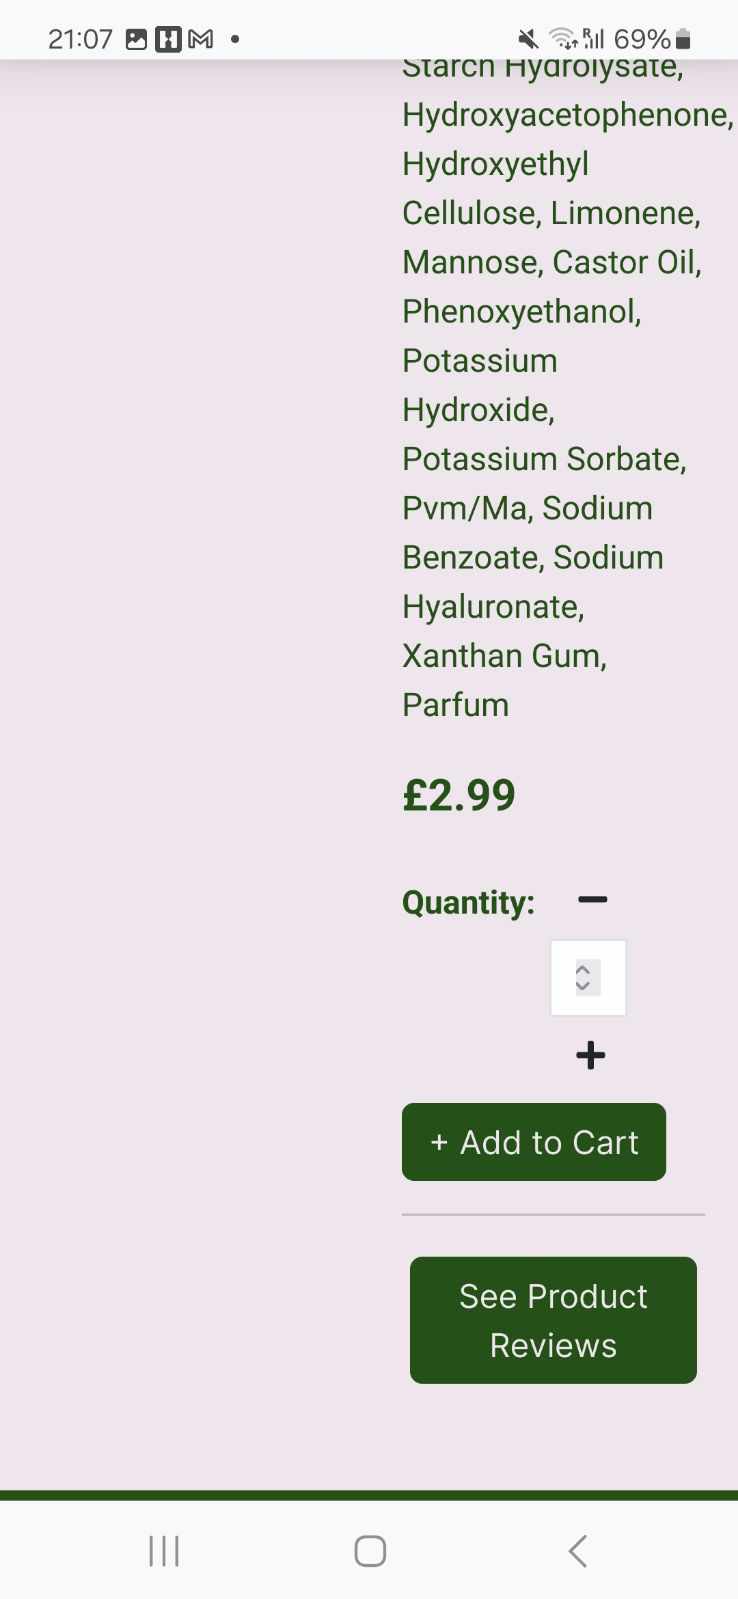 21:07
69%
Starch Hydrolysate,
Hydroxyacetophenone,
Hydroxyethyl
Cellulose, Limonene,
Mannose, Castor Oil,
Phenoxyethanol,
Potassium
Hydroxide,
Potassium Sorbate,
Pvm/Ma, Sodium
Benzoate, Sodium
Hyaluronate,
Xanthan Gum,
Parfum
£2.99
Quantity:
+ Add to Cart
See Product
Reviews